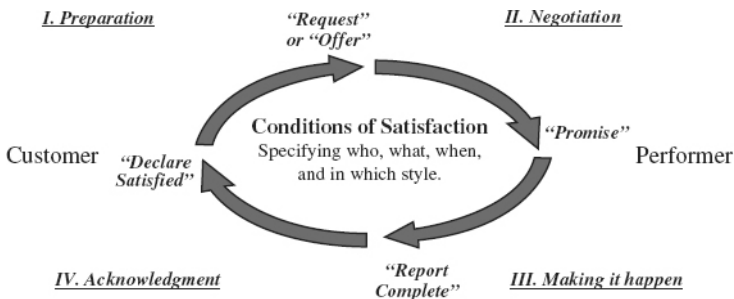 I. Preparation
“Request”
or “Offer”
II. Negotiation
Customer
“Declare
Satisfied”
Conditions of Satisfaction
Specifying who, what, when,
and in which style.
“Promise”
Performer
IV. Acknowledgment
“Report
Complete”
III. Making it happen